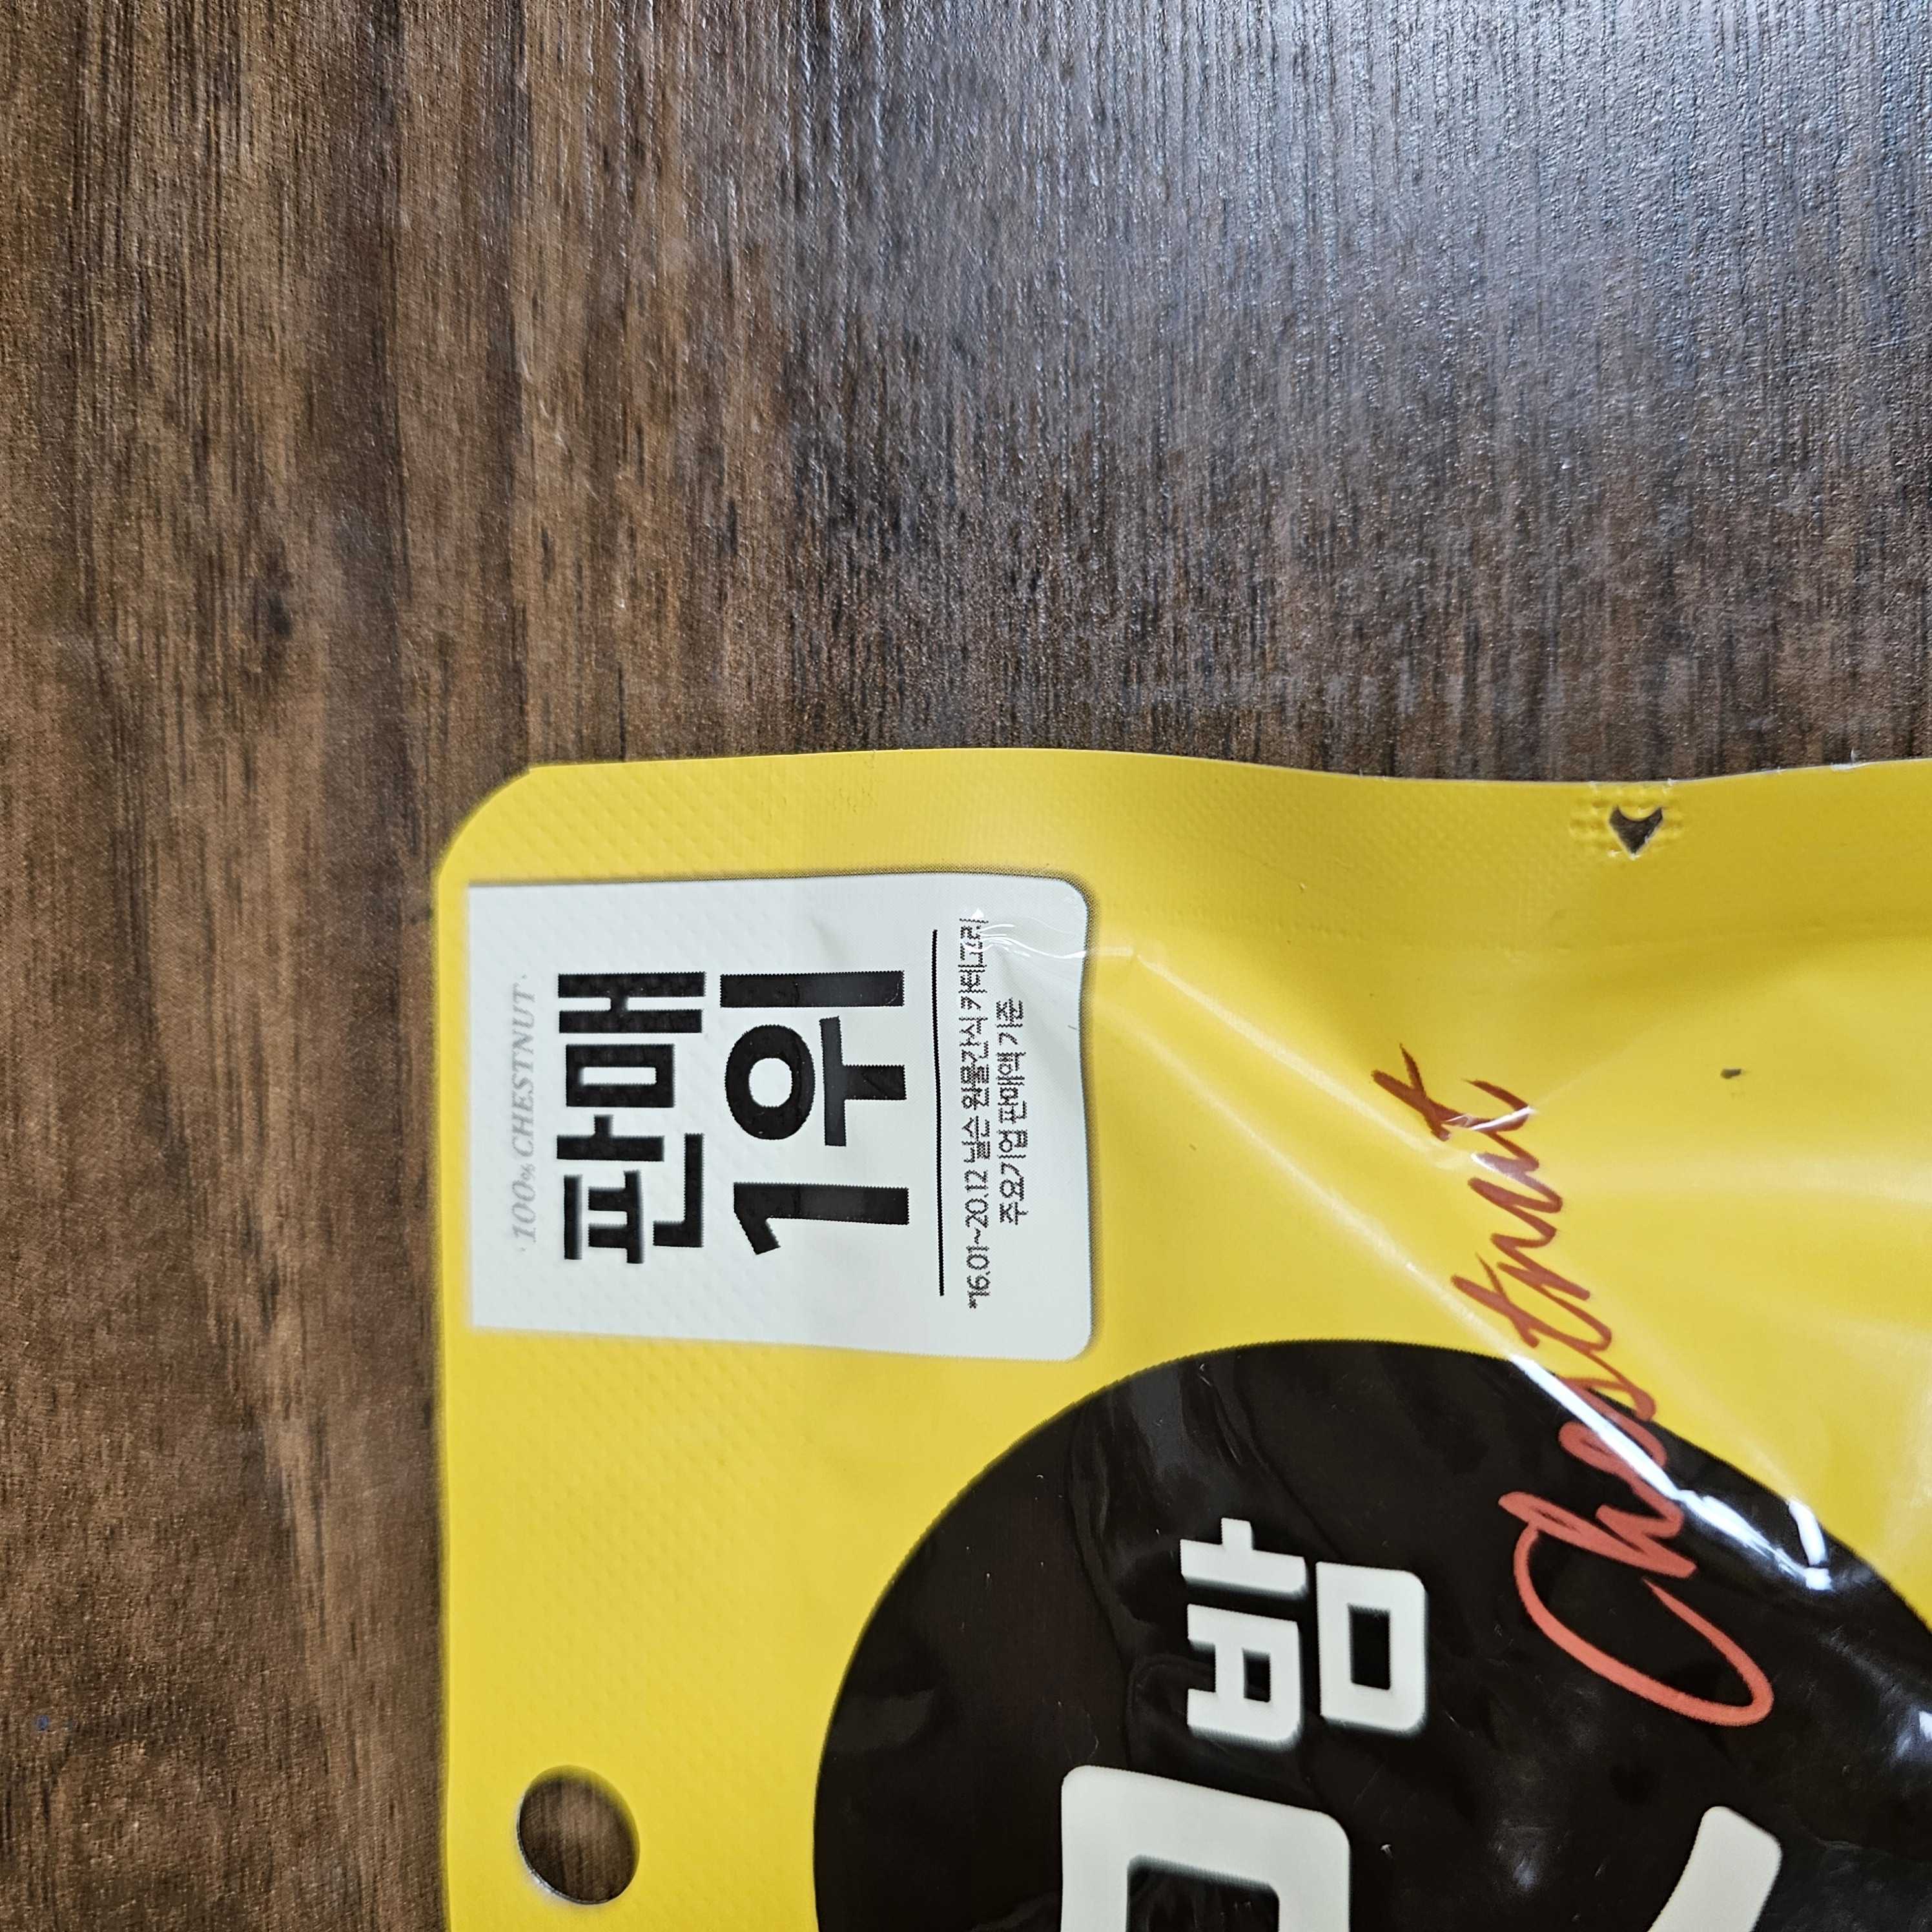 100% CHESTNUT
판매
1위
*16.01~20.12 닐슨 원물간식 카테고리
주요기업 판매액 기준
밤
Chestnut